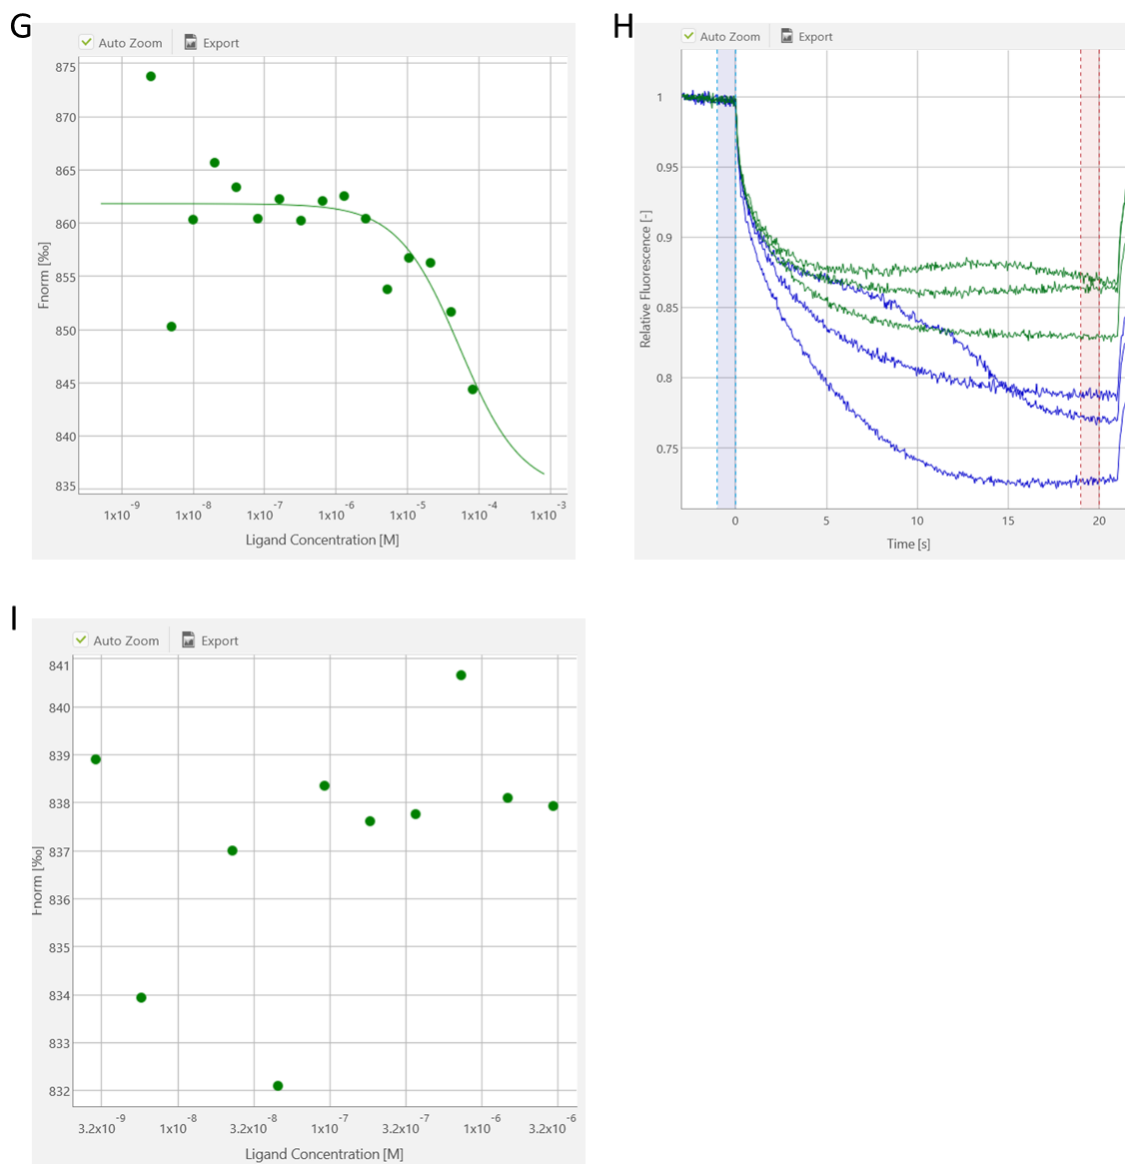 G
Auto Zoom
Export
875
870
865
860
855
850
845
840
835
Fnorm [‰]
1x10⁻⁹
1x10⁻⁸
1x10⁻⁷
1x10⁻⁶
1x10⁻⁵
1x10⁻⁴
1x10⁻³
Ligand Concentration [M]
H
Auto Zoom
Export
1
0.95
0.9
0.85
0.8
0.75
Relative Fluorescence [-]
0
5
10
15
20
Time [s]
I
Auto Zoom
Export
841
840
839
838
837
836
835
834
833
832
Fnorm [‰]
3.2x10⁻⁹
1x10⁻⁸
3.2x10⁻⁸
1x10⁻⁷
3.2x10⁻⁷
1x10⁻⁶
3.2x10⁻⁶
Ligand Concentration [M]